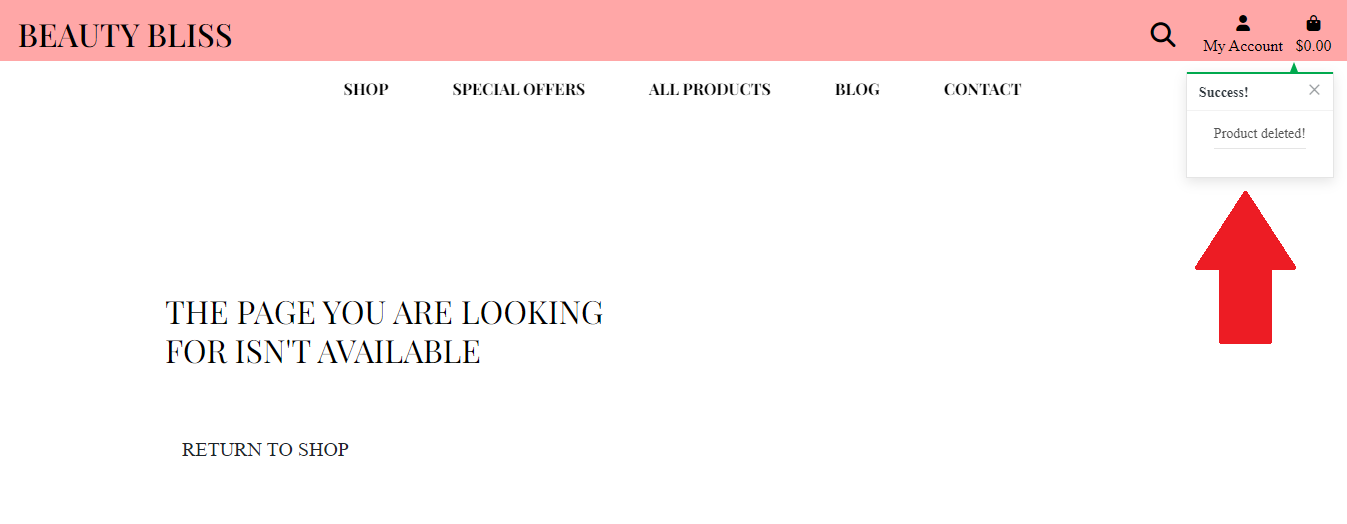 BEAUTY BLISS
My Account
$0.00
SHOP
SPECIAL OFFERS
ALL PRODUCTS
BLOG
CONTACT
Success!
Product deleted!
THE PAGE YOU ARE LOOKING
FOR ISN'T AVAILABLE
RETURN TO SHOP